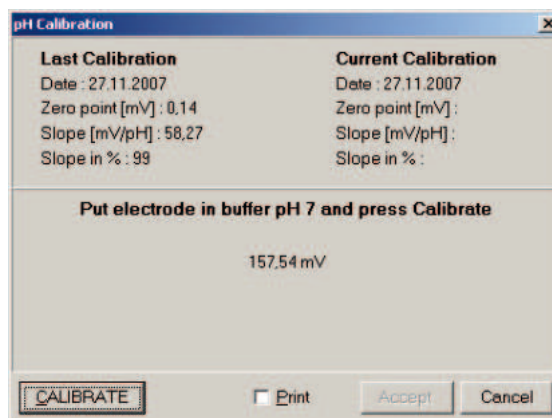 pH Calibration
Last Calibration
Date : 27.11.2007
Zero point [mV] : 0,14
Slope [mV/pH] : 58,27
Slope in % : 99
Current Calibration
Date : 27.11.2007
Zero point [mV] :
Slope [mV/pH] :
Slope in % :
Put electrode in buffer pH 7 and press Calibrate
157,54 mV
CALIBRATE
Print
Accept
Cancel